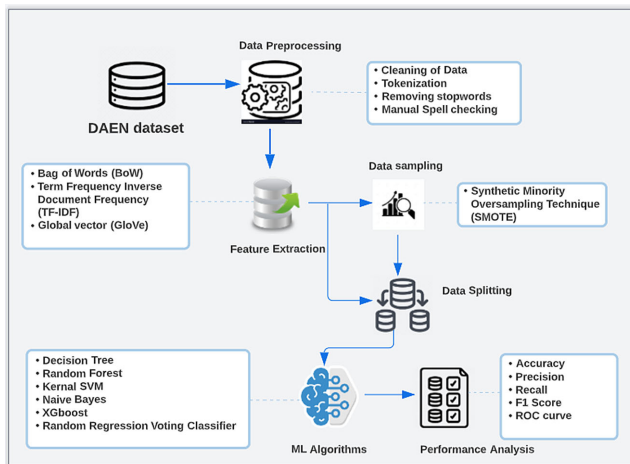 Data Preprocessing
DAEN dataset
• Cleaning of Data
• Tokenization
• Removing stopwords
• Manual Spell checking
• Bag of Words (BoW)
• Term Frequency Inverse
Document Frequency
(TF-IDF)
• Global vector (GloVe)
Feature Extraction
Data sampling
• Synthetic Minority
Oversampling Technique
(SMOTE)
Data Splitting
• Decision Tree
• Random Forest
• Kernal SVM
• Naive Bayes
• XGboost
• Random Regression Voting Classifier
ML Algorithms
Performance Analysis
• Accuracy
• Precision
• Recall
• F1 Score
• ROC curve